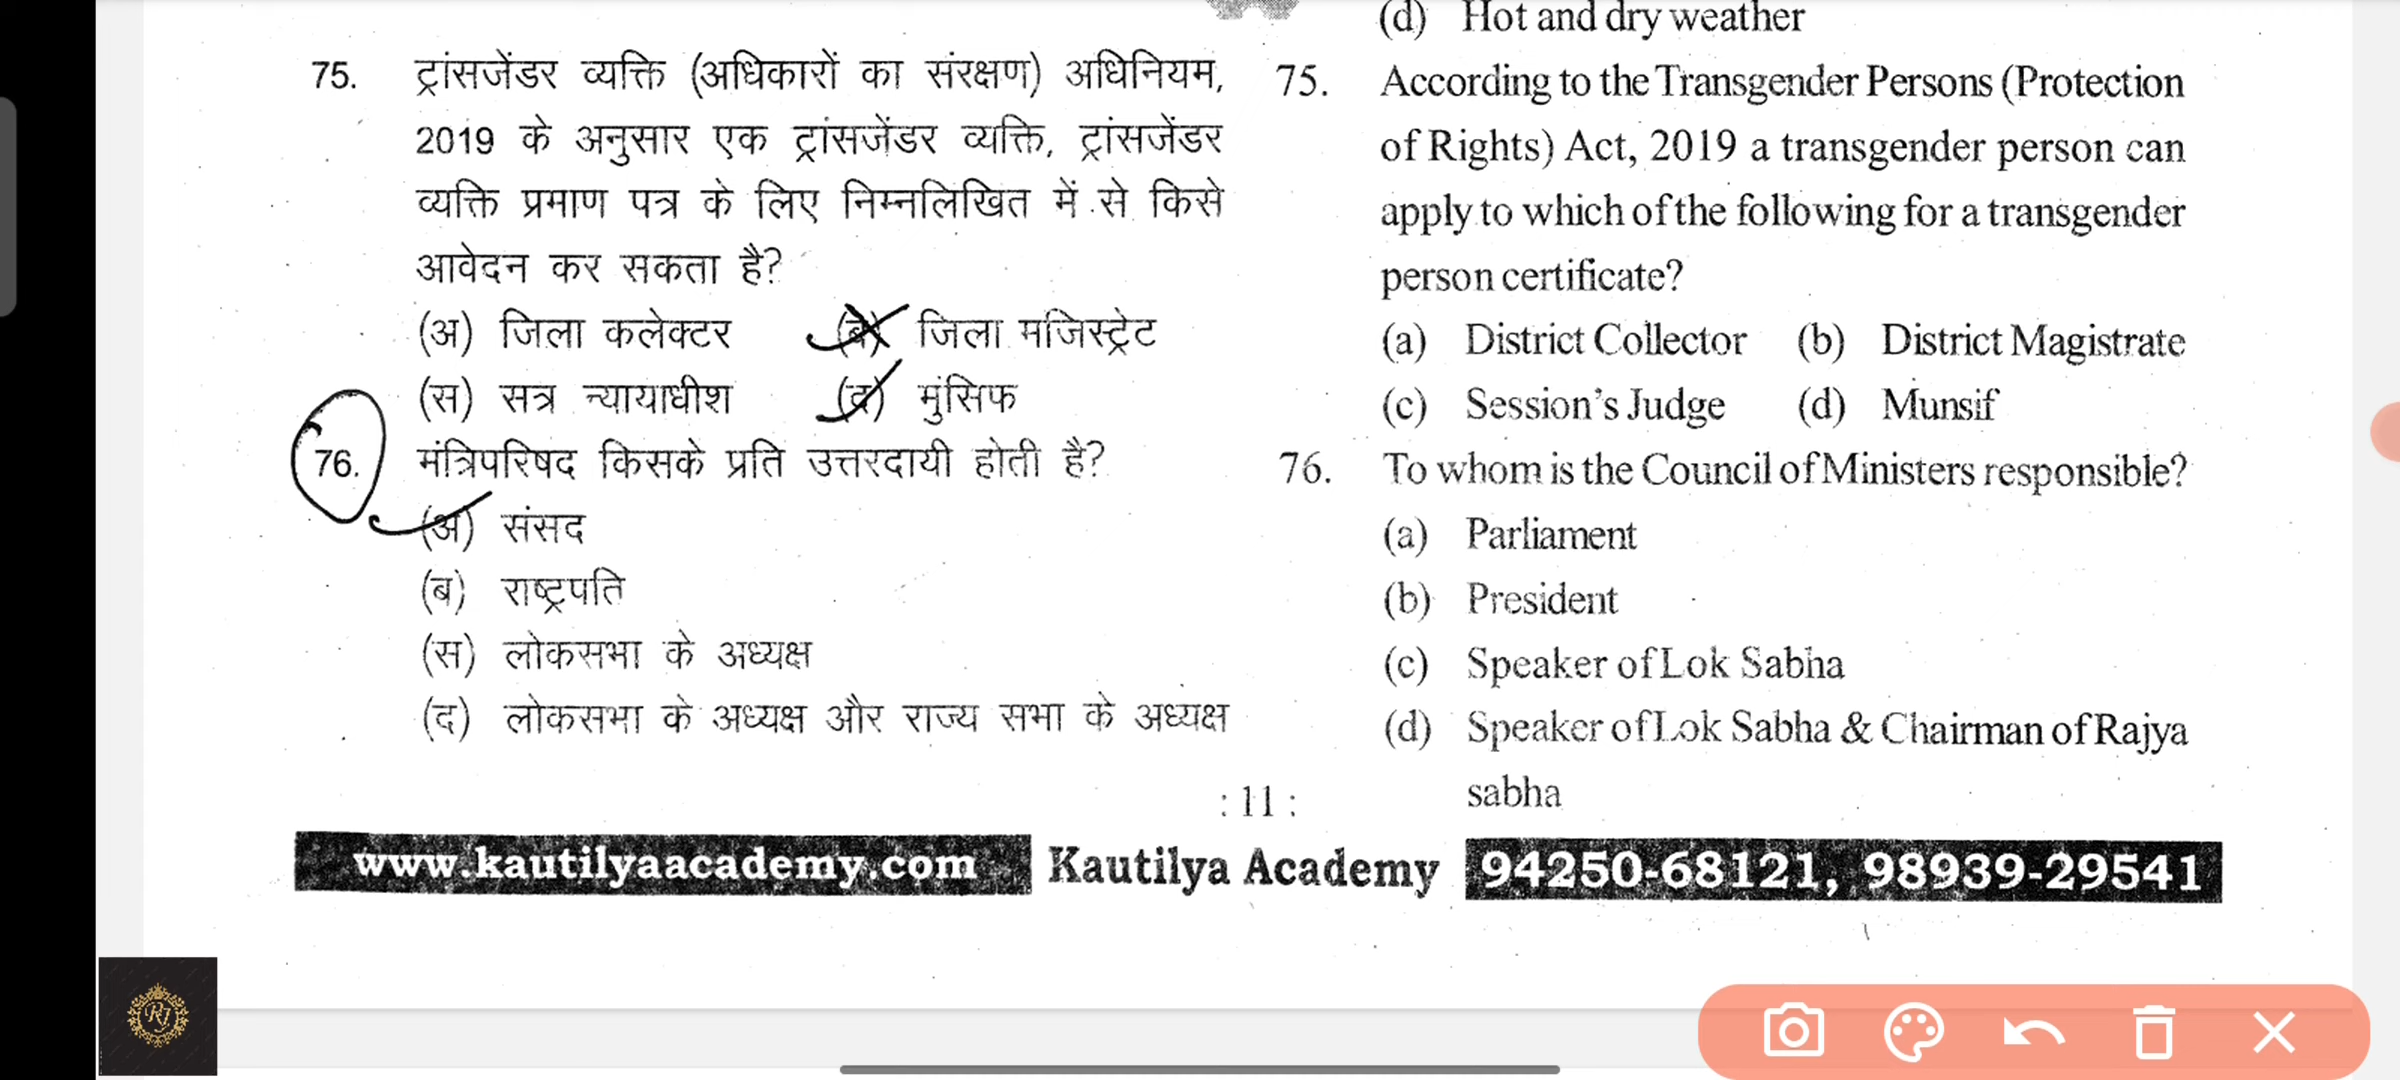 75. ट्रांसजेंडर व्यक्ति (अधिकारों का संरक्षण) अधिनियम,
2019 के अनुसार एक ट्रांसजेंडर व्यक्ति, ट्रांसजेंडर
व्यक्ति प्रमाण पत्र के लिए निम्नलिखित में से किसे
आवेदन कर सकता है?
(अ) जिला कलेक्टर (ब) जिला मजिस्ट्रेट
(स) सत्र न्यायाधीश (द) मुंसिफ
76. मंत्रिपरिषद किसके प्रति उत्तरदायी होती है?
(अ) संसद
(ब) राष्ट्रपति
(स) लोकसभा के अध्यक्ष
(द) लोकसभा के अध्यक्ष और राज्य सभा के अध्यक्ष
(d) Hot and dry weather
75. According to the Transgender Persons (Protection
of Rights) Act, 2019 a transgender person can
apply to which of the following for a transgender
person certificate?
(a) District Collector (b) District Magistrate
(c) Session's Judge (d) Munsif
76. To whom is the Council of Ministers responsible?
(a) Parliament
(b) President
(c) Speaker of Lok Sabha
(d) Speaker of Lok Sabha & Chairman of Rajya
sabha
: 11 :
www.kautilyaacademy.com Kautilya Academy 94250-68121, 98939-29541
RJ